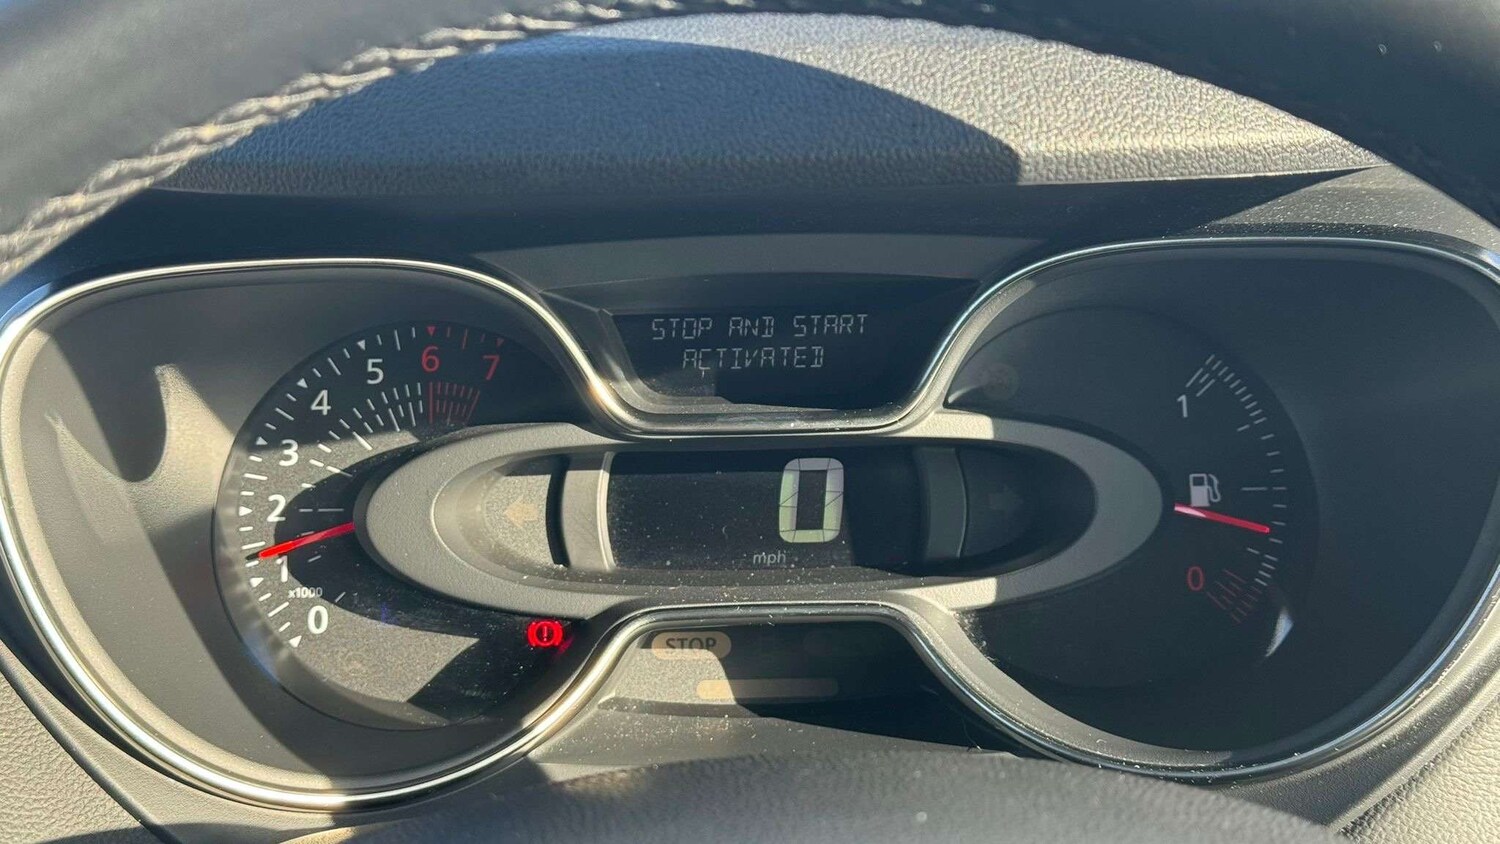 STOP AND START
ACTIVATED
7
6
5
4
3
2
1
x1000
0
0
mph
1
0
STOP